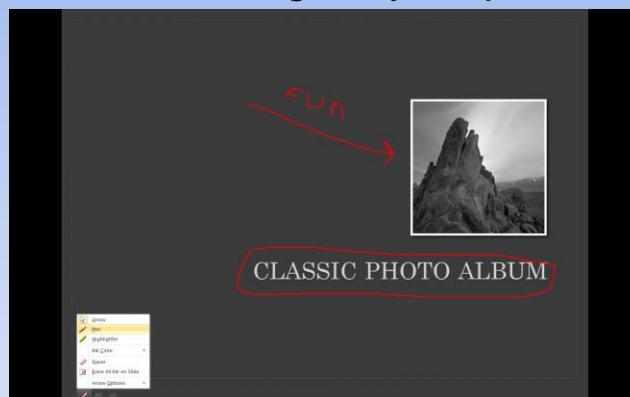 FUN
CLASSIC PHOTO ALBUM
Arrow
Pen
Highlighter
Ink Color
Eraser
Erase All Ink on Slide
Arrow Options